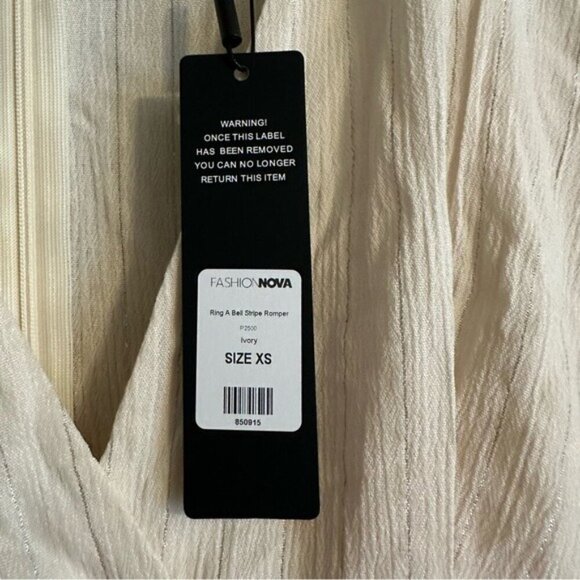 WARNING!
ONCE THIS LABEL
HAS BEEN REMOVED
YOU CAN NO LONGER
RETURN THIS ITEM
FASHIONNOVA
Ring A Bell Stripe Romper
P2500
Ivory
SIZE XS
850915